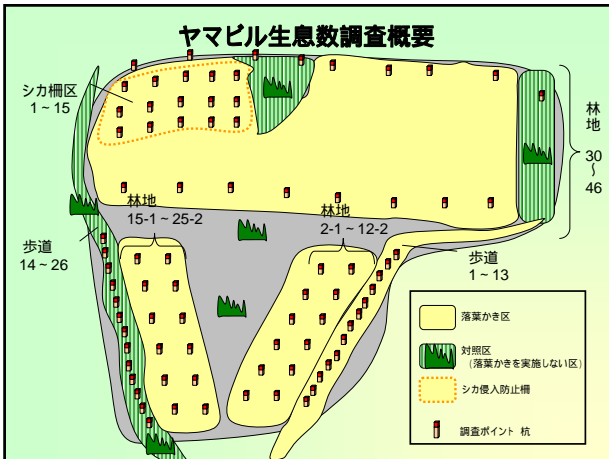 ヤマビル生息数調査概要
シカ柵区
1~15
林地
30
~
46
林地
15-1~25-2
林地
2-1~12-2
歩道
14~26
歩道
1~13
落葉かき区
対照区
(落葉かきを実施しない区)
シカ侵入防止柵
調査ポイント 杭